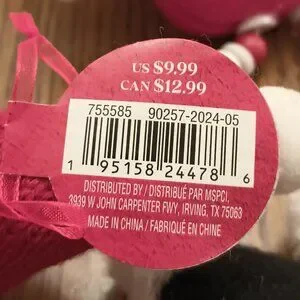 US $9.99
CAN $12.99
755585 90257-2024-05
1 95158 24478 6
DISTRIBUTED BY / DISTRIBUÉ PAR MSPCI,
3939 W JOHN CARPENTER FWY, IRVING, TX 75063
MADE IN CHINA / FABRIQUÉ EN CHINE